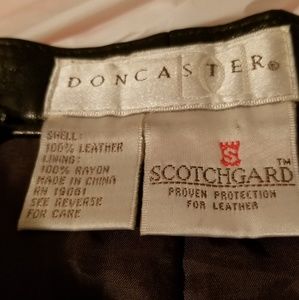 DONCASTER®
SHELL:
100% LEATHER
LINING:
100% RAYON
MADE IN CHINA
RN 19061
SEE REVERSE
FOR CARE
SCOTCHGARD™
PROVEN PROTECTION
FOR LEATHER